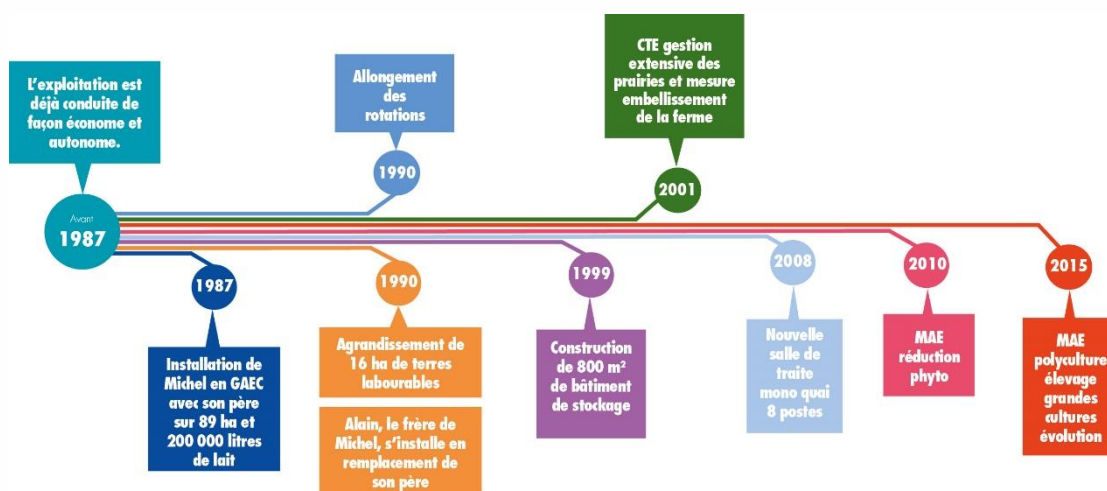 L'exploitation est
déjà conduite de
façon économe et
autonome.
Avant
1987
Allongement
des
rotations
1990
CTE gestion
extensive des
prairies et mesure
embellissement
de la ferme
2001
1987
Installation de
Michel en GAEC
avec son père
sur 89 ha et
200 000 litres
de lait
1990
Agrandissement de
16 ha de terres
labourables
Alain, le frère de
Michel, s'installe en
remplacement de
son père
1999
Construction
de 800 m²
de bâtiment
de stockage
2008
Nouvelle
salle de
traite
mono quai
8 postes
2010
MAE
réduction
phyto
2015
MAE
polyculture
élevage
grandes
cultures
évolution